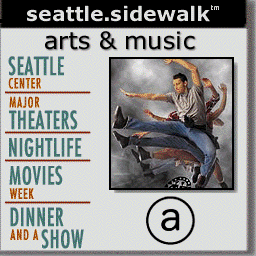 seattle.sidewalk™
arts & music
SEATTLE
CENTER
MAJOR
THEATERS
NIGHTLIFE
MOVIES
WEEK
DINNER
AND A SHOW
a